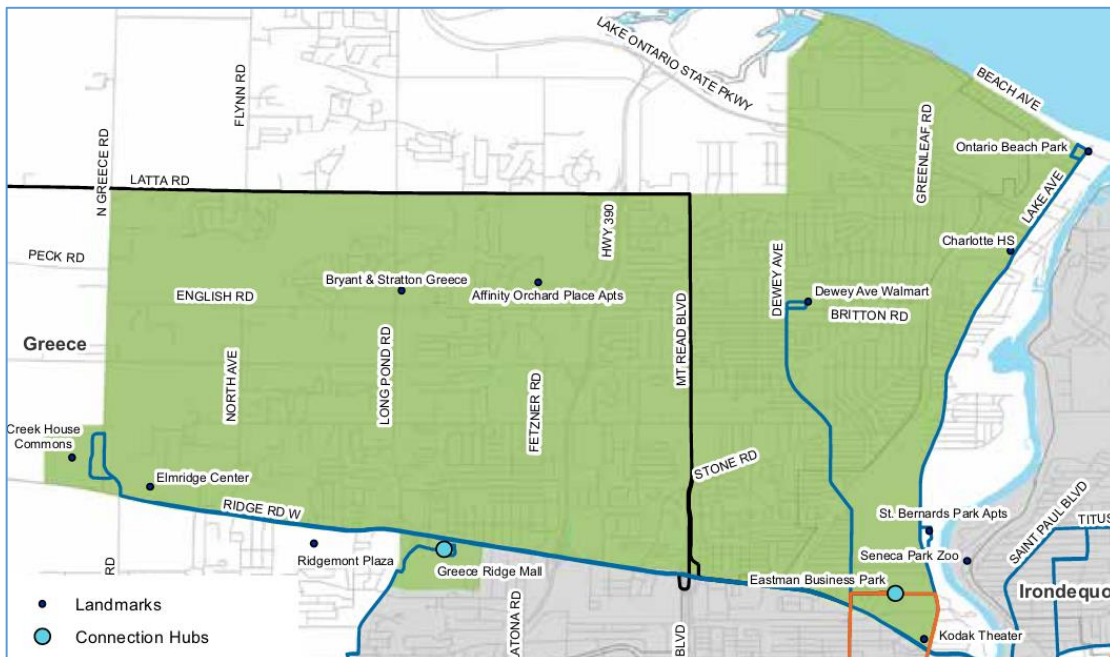 LAKE ONTARIO STATE PKWY
BEACH AVE
FLYNN RD
N GREECE RD
GREENLEAF RD
Ontario Beach Park
LATTA RD
LAKE AVE
HWY 390
Charlotte HS
PECK RD
ENGLISH RD
Bryant & Stratton Greece
Affinity Orchard Place Apts
DEWEY AVE
Dewey Ave Walmart
BRITTON RD
MT READ BLVD
Greece
NORTH AVE
LONG POND RD
FETZNER RD
Creek House
Commons
Elmridge Center
STONE RD
RIDGE RD W
St. Bernards Park Apts
SAINT PAUL BLVD
TITUS
Ridgemont Plaza
Greece Ridge Mall
Seneca Park Zoo
Eastman Business Park
RD
Irondequo
Landmarks
LATONA RD
BLVD
Connection Hubs
Kodak Theater